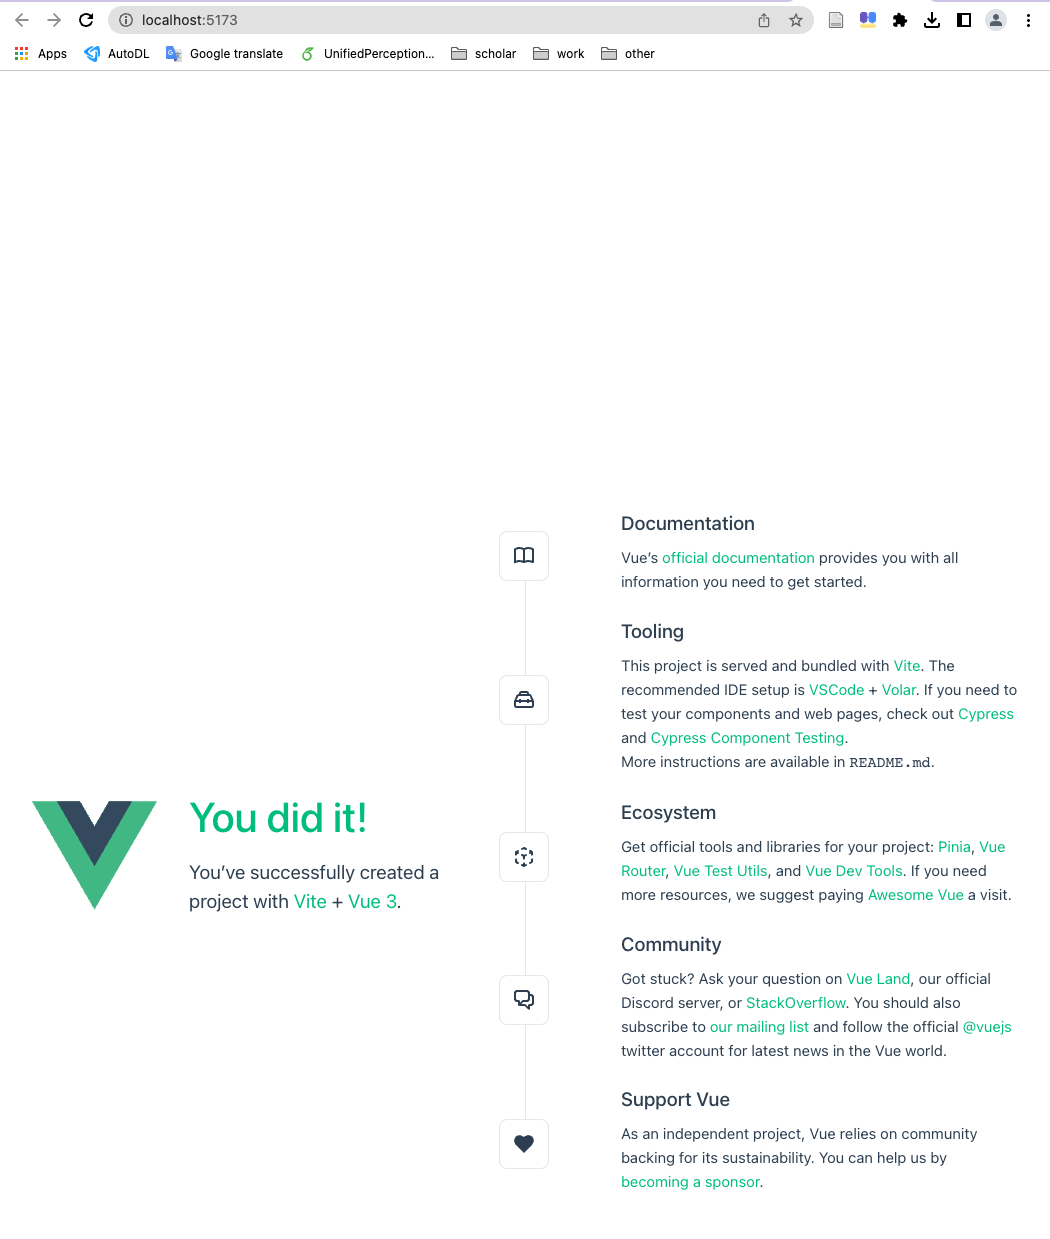 localhost:5173
Apps AutoDL Google translate UnifiedPerception... scholar work other
You did it!
You’ve successfully created a
project with Vite + Vue 3.
Documentation
Vue’s official documentation provides you with all
information you need to get started.
Tooling
This project is served and bundled with Vite. The
recommended IDE setup is VSCode + Volar. If you need to
test your components and web pages, check out Cypress
and Cypress Component Testing.
More instructions are available in README.md.
Ecosystem
Get official tools and libraries for your project: Pinia, Vue
Router, Vue Test Utils, and Vue Dev Tools. If you need
more resources, we suggest paying Awesome Vue a visit.
Community
Got stuck? Ask your question on Vue Land, our official
Discord server, or StackOverflow. You should also
subscribe to our mailing list and follow the official @vuejs
twitter account for latest news in the Vue world.
Support Vue
As an independent project, Vue relies on community
backing for its sustainability. You can help us by
becoming a sponsor.